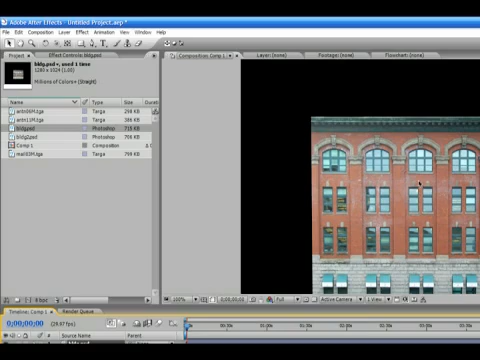 Adobe After Effects - Untitled Project.aep *
File Edit Composition Layer Effect Animation View Window Help
Project Effect Controls: bldg.psd
Composition: Comp 1 Layer: (none) Footage: (none) Flowchart: (none)
bldg.psd, used 1 time
1280 x 1024 (1.00)
Millions of Colors+ (Straight)
Name Type Size Duration
antn06M.tga Targa 298 KB
antn11M.tga Targa 386 KB
bldg.psd Photoshop 715 KB
bldg2.psd Photoshop 706 KB
Comp 1 Composition
Targa 799 KB
8 bpc
100% 0;00;00;00 Full Active Camera 1 View
Timeline: Comp 1 Render Queue
0;00;00;00 (29.97 fps)
# Source Name Parent